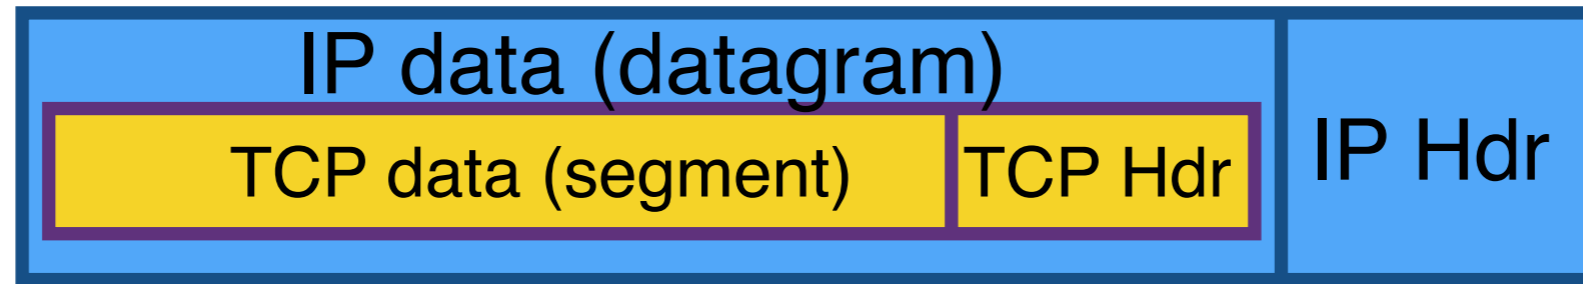 IP data (datagram)
TCP data (segment)
TCP Hdr
IP Hdr